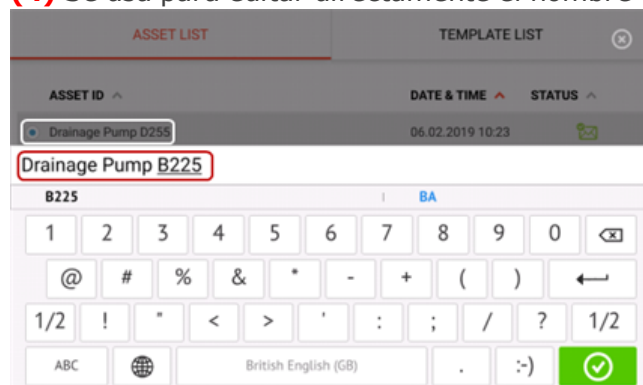 (4) Se usa para editar directamente el nombre
ASSET LIST TEMPLATE LIST
ASSET ID DATE & TIME STATUS
Drainage Pump D255 06.02.2019 10:23
Drainage Pump B225
B225 BA
1 2 3 4 5 6 7 8 9 0
@ # % & * - + ( )
1/2 ! " < > ' : ; / ? 1/2
ABC British English (GB) . :-)